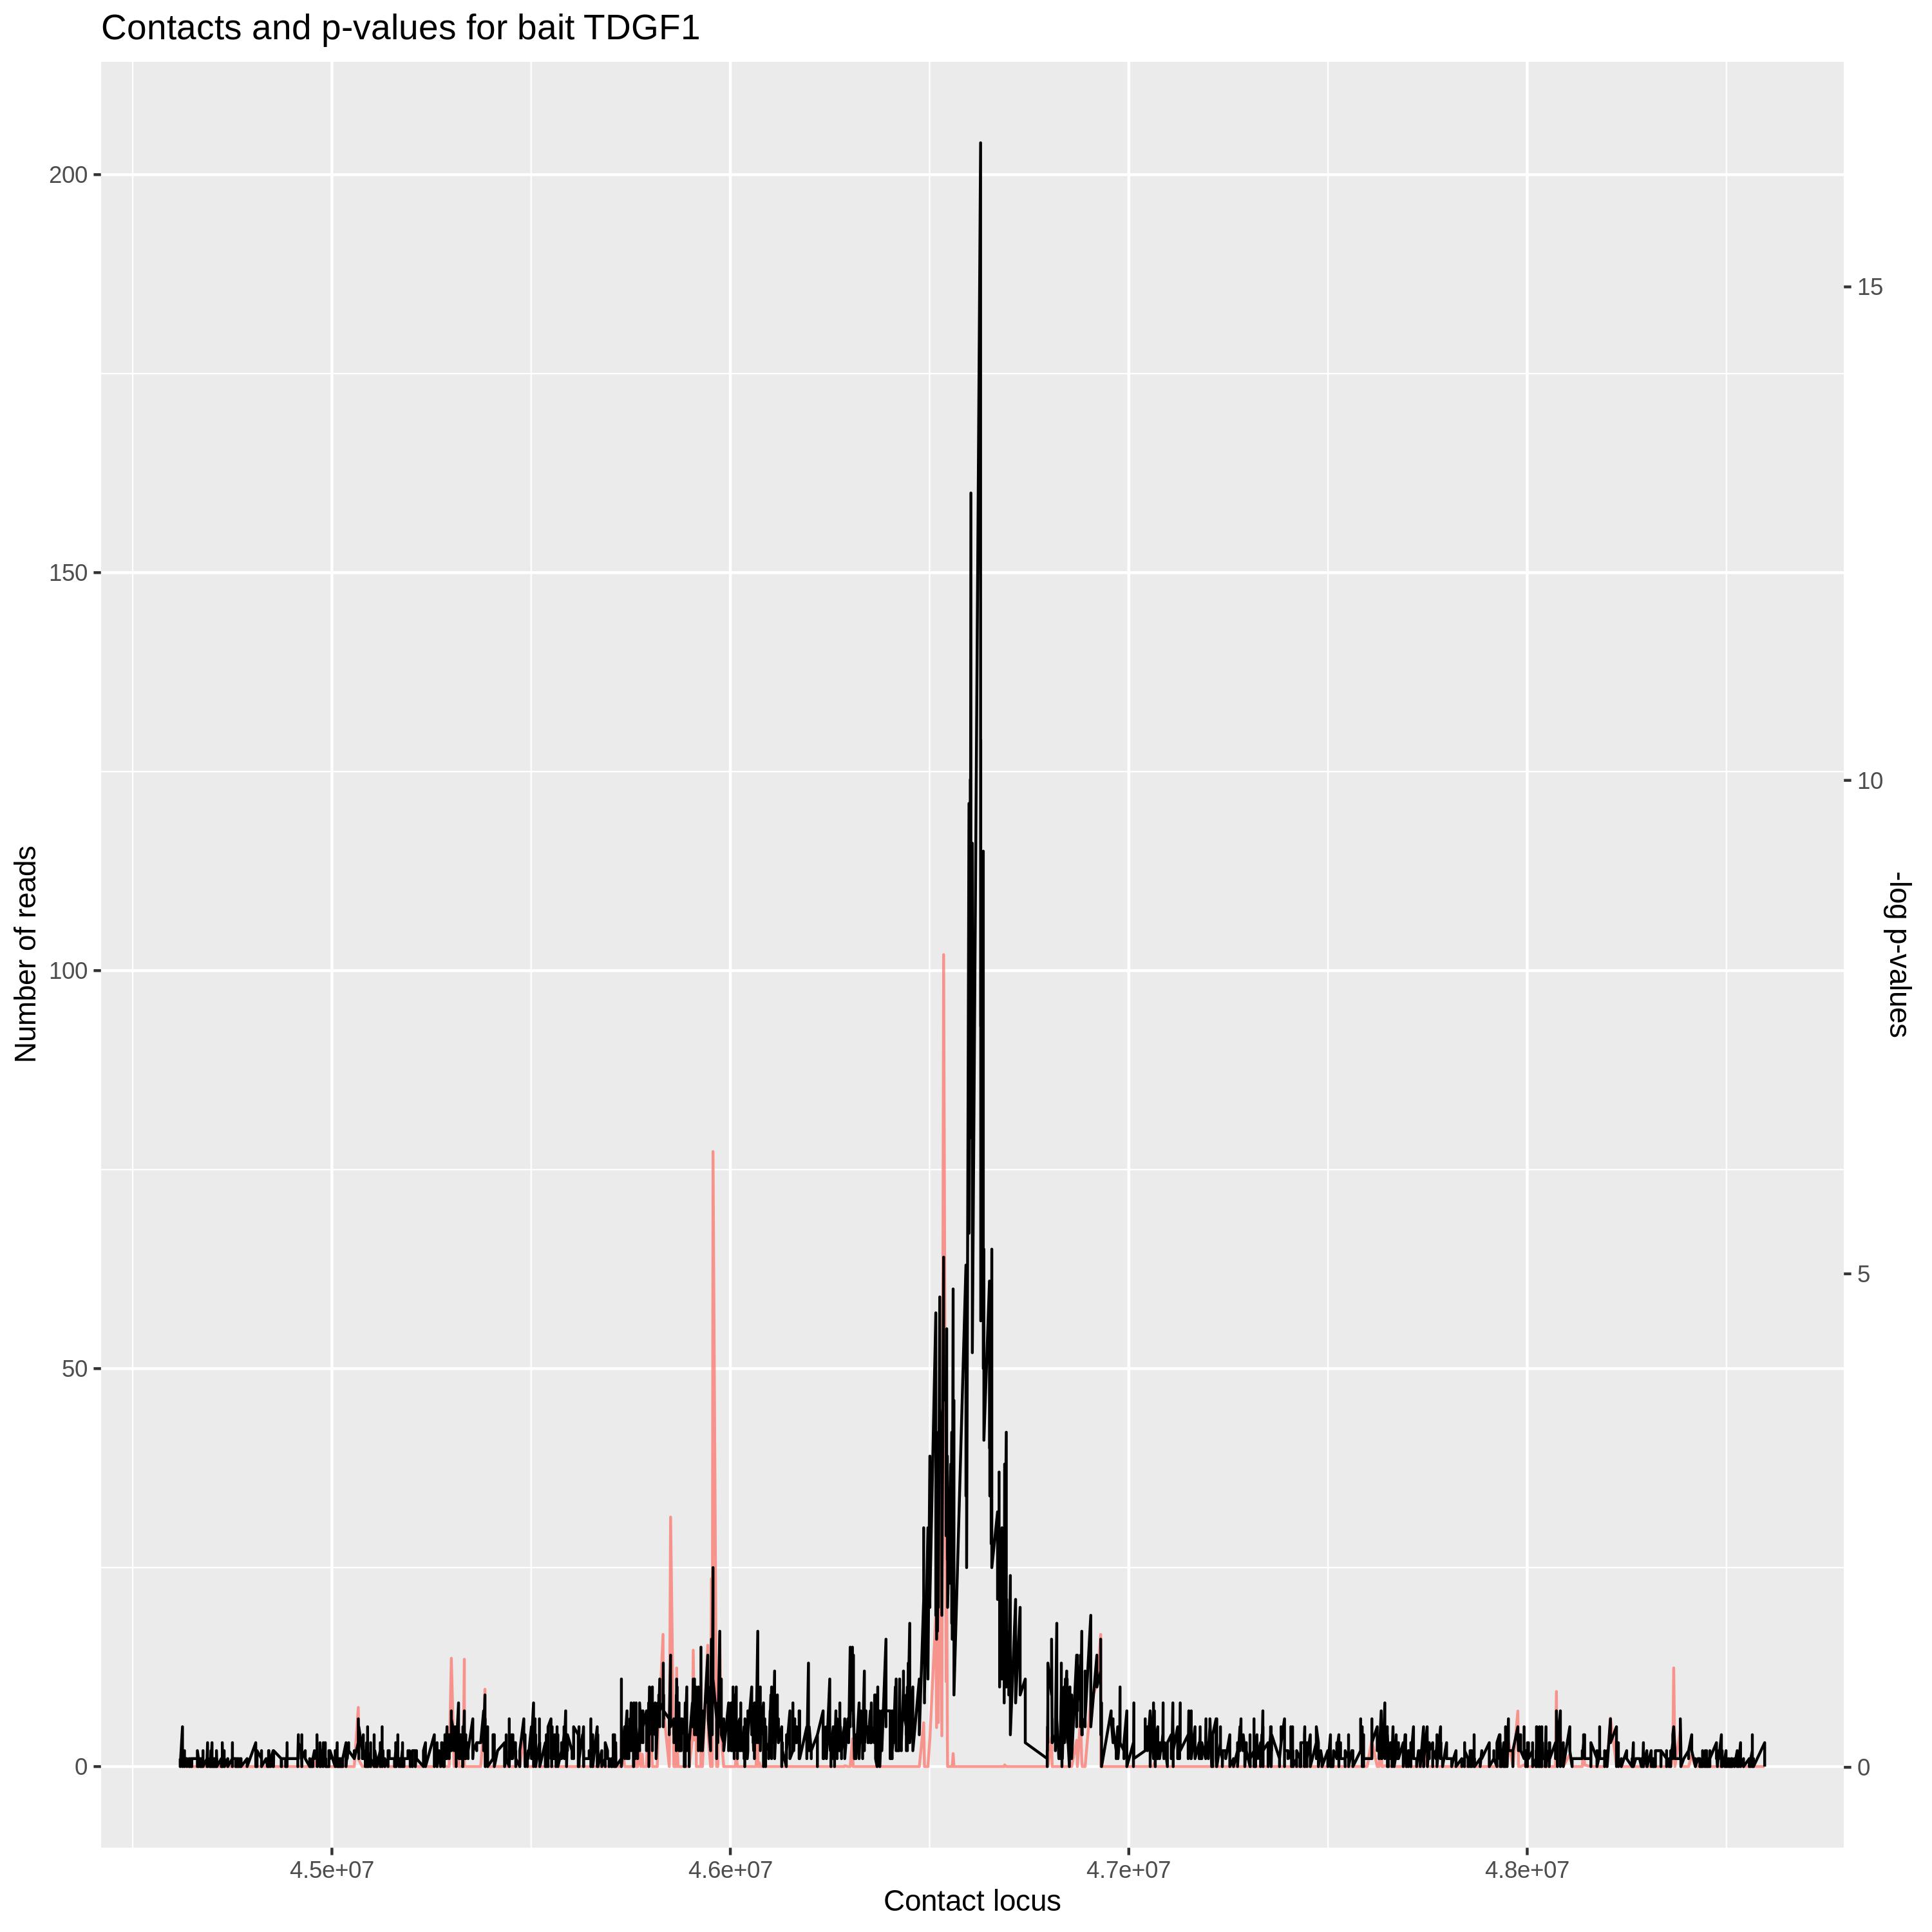 Contacts and p-values for bait TDGF1
200
150
100
50
0
Number of reads
15
10
5
0
-log p-values
4.5e+07
4.6e+07
4.7e+07
4.8e+07
Contact locus